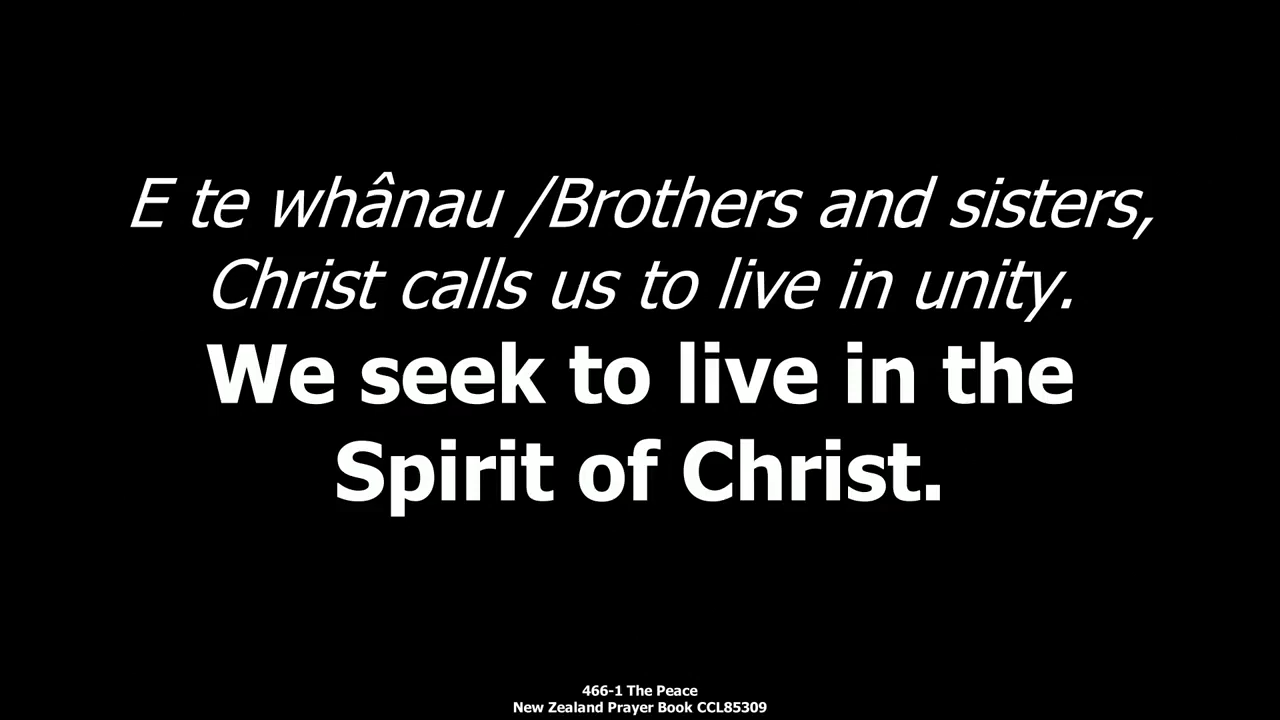 E te whânau /Brothers and sisters,
Christ calls us to live in unity.
We seek to live in the
Spirit of Christ.
466-1 The Peace
New Zealand Prayer Book CCL85309